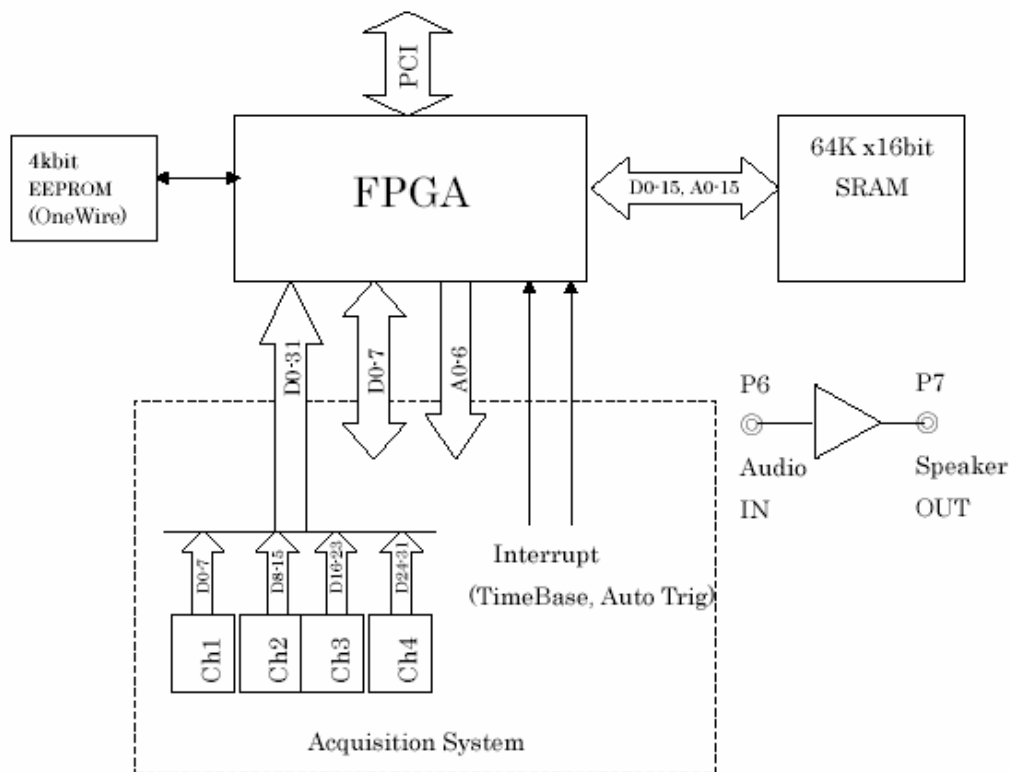 PCI
4kbit
EEPROM
(OneWire)
FPGA
D0-15, A0-15
64K x16bit
SRAM
D0-31
D0-7
A0-6
P6
P7
Audio
IN
Speaker
OUT
D0-7
D8-15
D16-23
D24-31
Interrupt
(TimeBase, Auto Trig)
Ch1
Ch2
Ch3
Ch4
Acquisition System